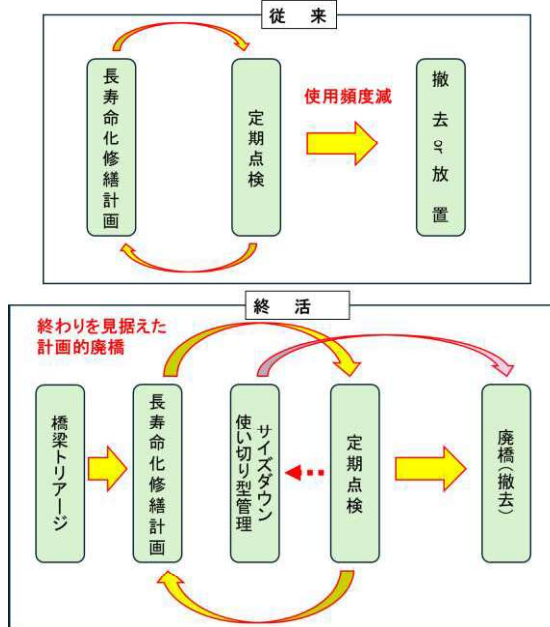 従来
長寿命化修繕計画
定期点検
使用頻度減
撤去or放置
終活
終わりを見据えた
計画的廃橋
橋梁トリアージ
長寿命化修繕計画
サイズダウン
使い切り型管理
定期点検
廃橋(撤去)